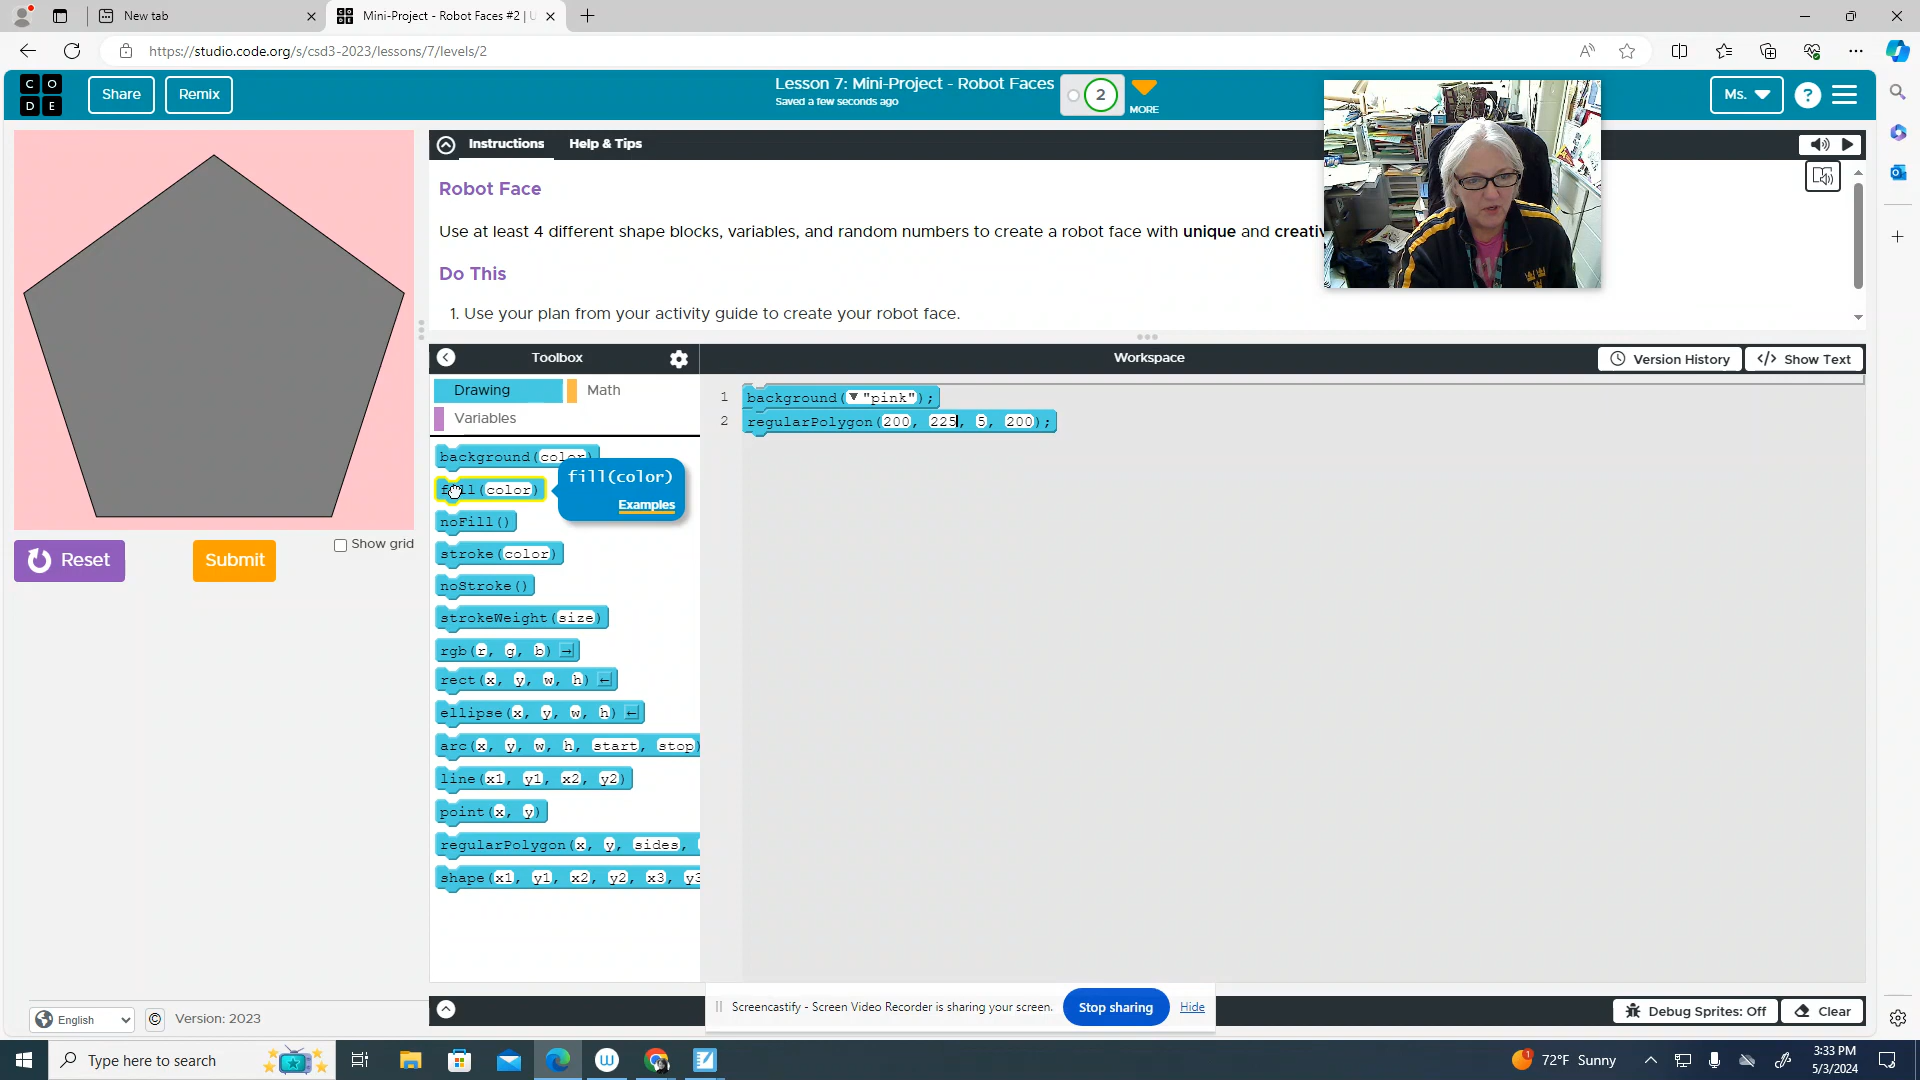 New tab
Mini-Project - Robot Faces #2 | U
https://studio.code.org/s/csd3-2023/lessons/7/levels/2
C O
D E
Share
Remix
Lesson 7: Mini-Project - Robot Faces
Saved a few seconds ago
2
MORE
Ms.
?
Instructions
Help & Tips
Robot Face
Use at least 4 different shape blocks, variables, and random numbers to create a robot face with unique and creativ
Do This
1. Use your plan from your activity guide to create your robot face.
Toolbox
Workspace
Version History
</> Show Text
Drawing
Math
Variables
1 background("pink");
2 regularPolygon(200, 225, 5, 200);
background(color)
fill(color)
fill(color)
Examples
noFill()
stroke(color)
noStroke()
strokeWeight(size)
rgb(r, g, b)
rect(x, y, w, h)
ellipse(x, y, w, h)
arc(x, y, w, h, start, stop)
line(x1, y1, x2, y2)
point(x, y)
regularPolygon(x, y, sides,
shape(x1, y1, x2, y2, x3, y3
Reset
Submit
Show grid
English
©
Version: 2023
Screencastify - Screen Video Recorder is sharing your screen.
Stop sharing
Hide
Debug Sprites: Off
Clear
Type here to search
72°F Sunny
3:33 PM
5/3/2024